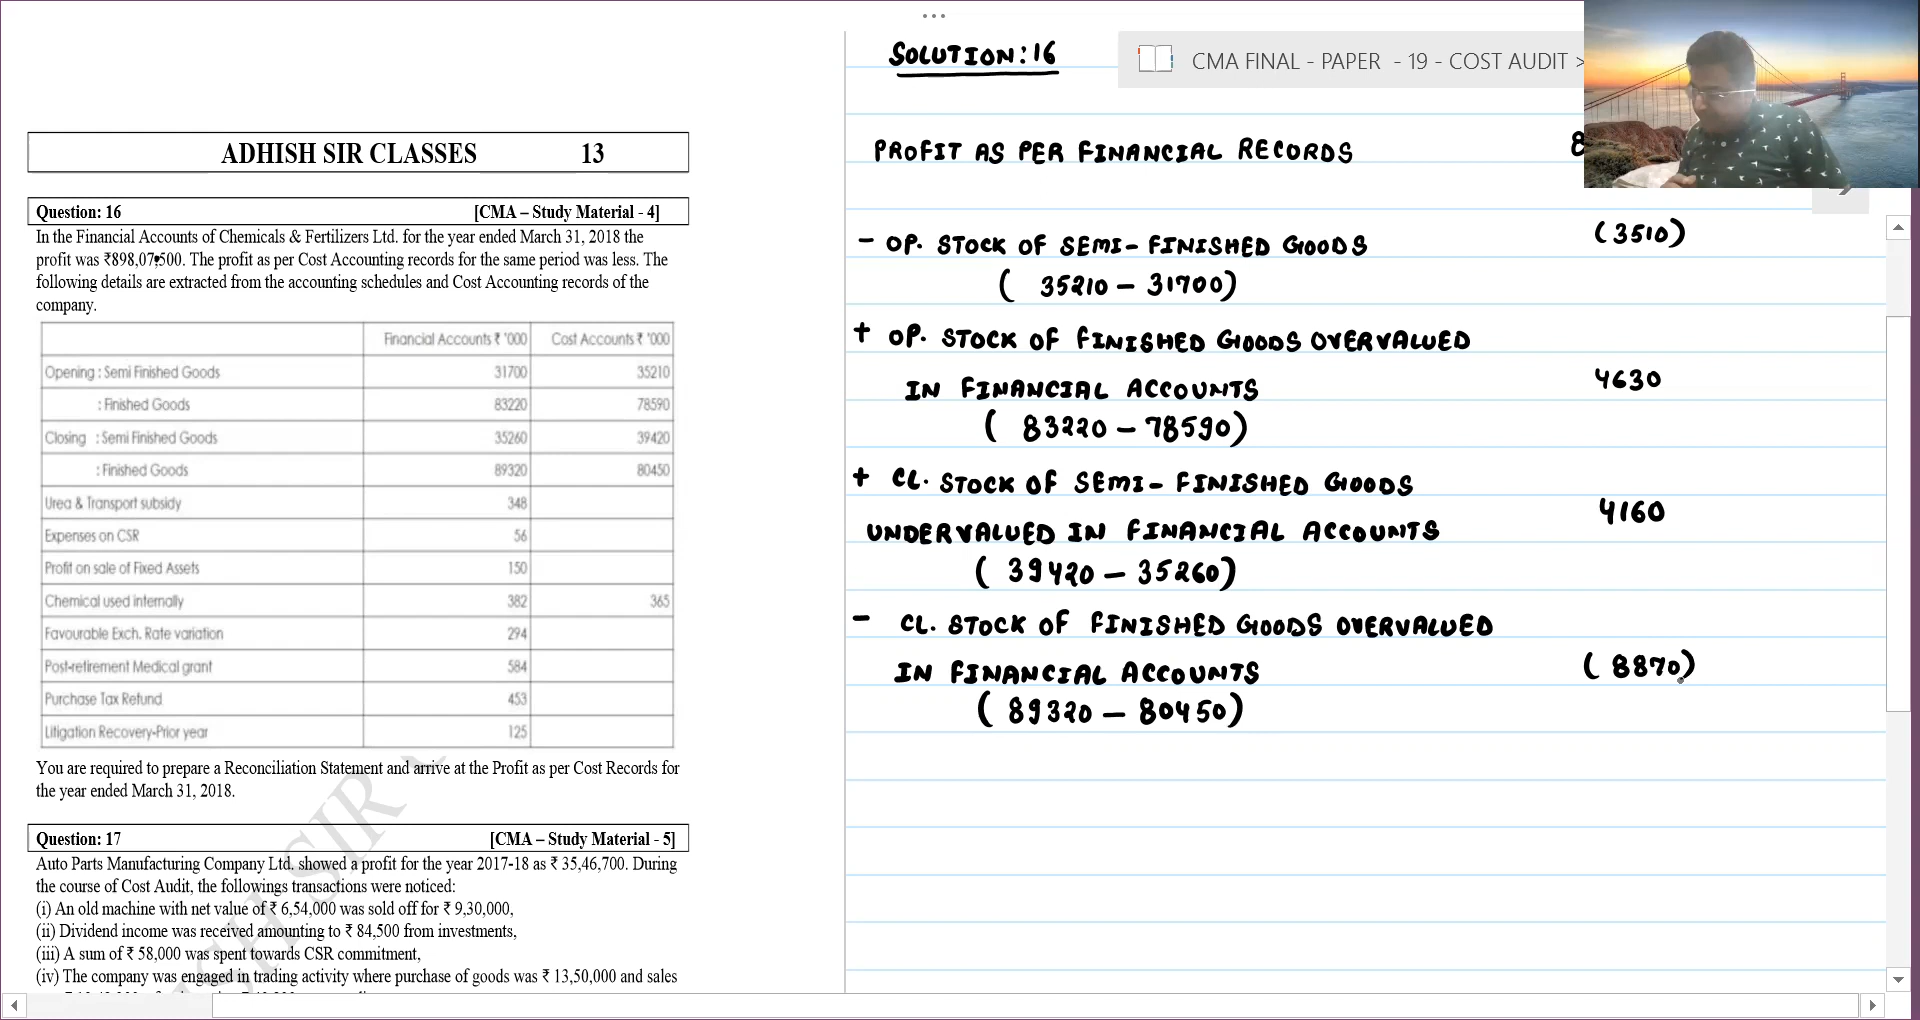 ADHISH SIR CLASSES 13
Question: 16 [CMA – Study Material - 4]
In the Financial Accounts of Chemicals & Fertilizers Ltd. for the year ended March 31, 2018 the
profit was ₹898,07,500. The profit as per Cost Accounting records for the same period was less. The
following details are extracted from the accounting schedules and Cost Accounting records of the
company.
Financial Accounts ₹ '000 Cost Accounts ₹ '000
Opening : Semi Finished Goods 31700 35210
: Finished Goods 83220 78590
Closing : Semi Finished Goods 35260 39420
: Finished Goods 89320 80450
Urea & Transport subsidy 348
Expenses on CSR 56
Profit on sale of Fixed Assets 150
Chemical used internally 382 365
Favourable Exch. Rate variation 294
Post-retirement Medical grant 584
Purchase Tax Refund 453
Litigation Recovery-Prior year 125
You are required to prepare a Reconciliation Statement and arrive at the Profit as per Cost Records for
the year ended March 31, 2018.
Question: 17 [CMA – Study Material - 5]
Auto Parts Manufacturing Company Ltd. showed a profit for the year 2017-18 as ₹ 35,46,700. During
the course of Cost Audit, the followings transactions were noticed:
(i) An old machine with net value of ₹ 6,54,000 was sold off for ₹ 9,30,000,
(ii) Dividend income was received amounting to ₹ 84,500 from investments,
(iii) A sum of ₹ 58,000 was spent towards CSR commitment,
(iv) The company was engaged in trading activity where purchase of goods was ₹ 13,50,000 and sales
SOLUTION: 16
CMA FINAL - PAPER - 19 - COST AUDIT >
PROFIT AS PER FINANCIAL RECORDS 8
- OP. STOCK OF SEMI-FINISHED GOODS (3510)
(35210 - 31700)
+ OP. STOCK OF FINISHED GOODS OVERVALUED
IN FINANCIAL ACCOUNTS 4630
(83220 - 78590)
+ CL. STOCK OF SEMI-FINISHED GOODS
UNDERVALUED IN FINANCIAL ACCOUNTS 4160
(39420 - 35260)
- CL. STOCK OF FINISHED GOODS OVERVALUED
IN FINANCIAL ACCOUNTS (8870)
(89320 - 80450)